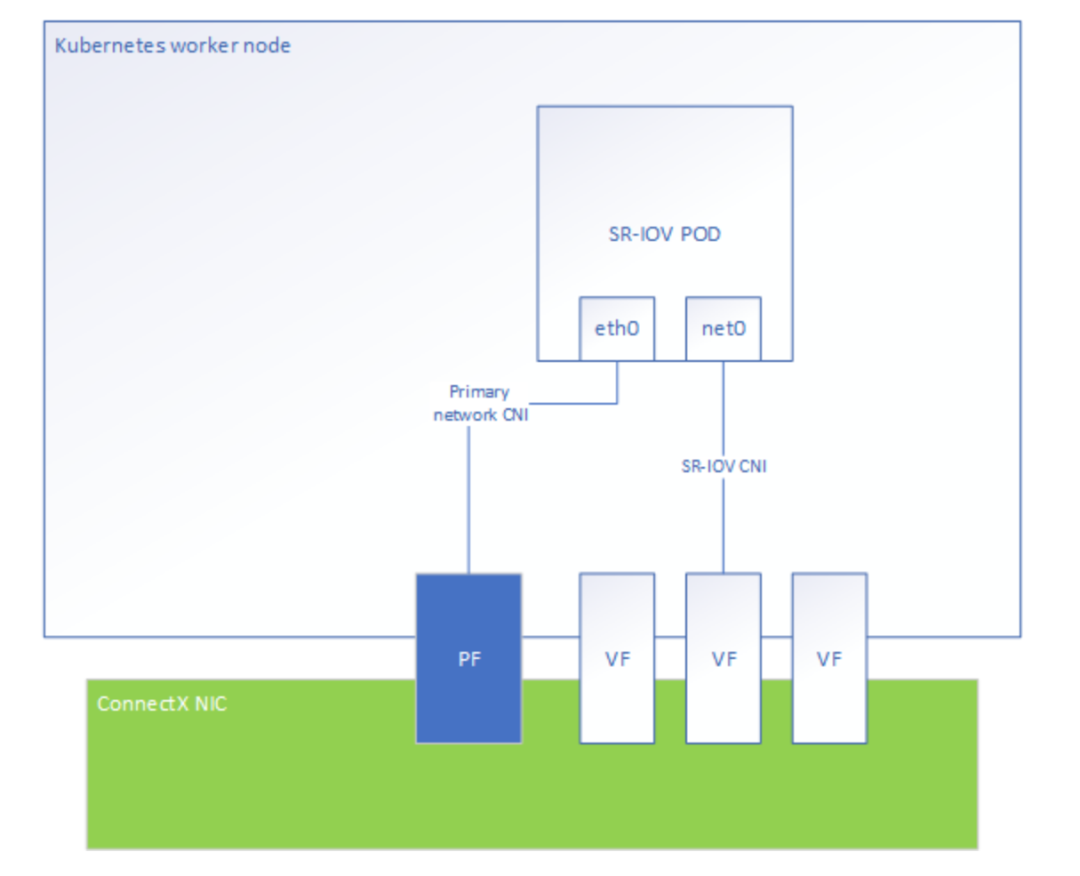 Kubernetes worker node
SR-IOV POD
eth0
net0
Primary
network CNI
SR-IOV CNI
PF
VF
VF
VF
ConnectX NIC